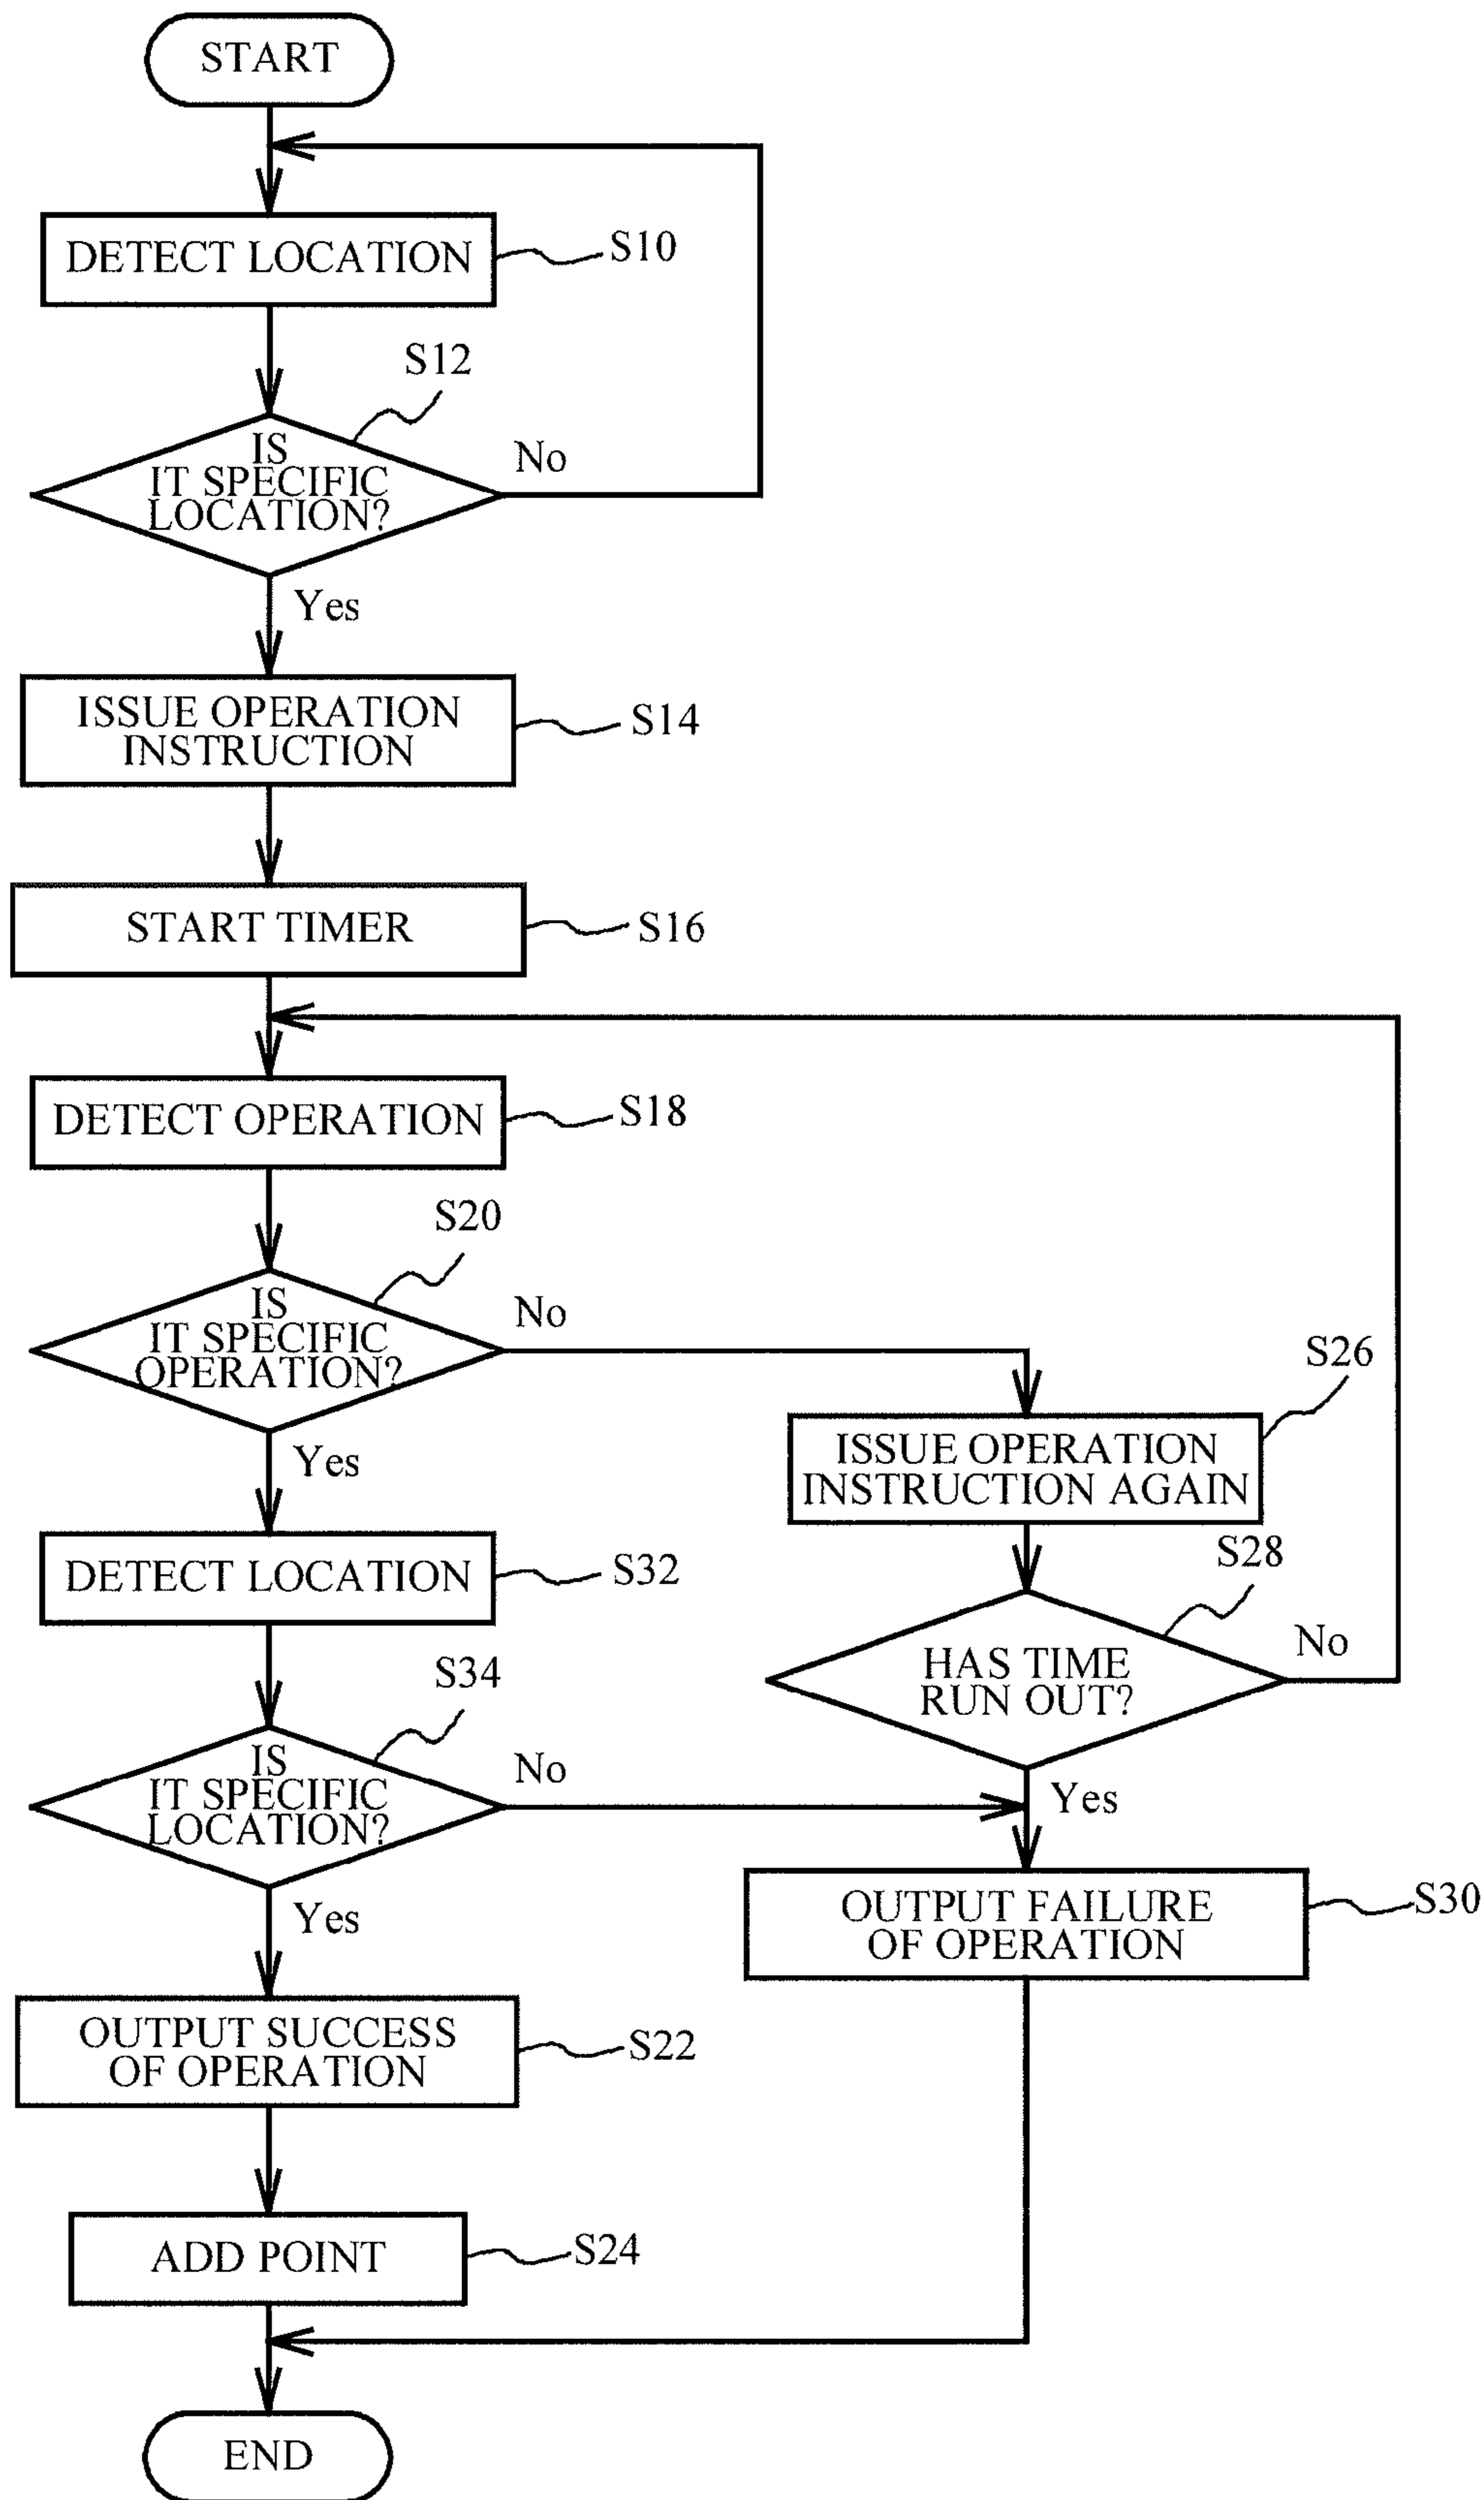 START
DETECT LOCATION
S10
S12
IS
IT SPECIFIC
LOCATION?
No
Yes
ISSUE OPERATION
INSTRUCTION
S14
START TIMER
S16
DETECT OPERATION
S18
S20
IS
IT SPECIFIC
OPERATION?
No
Yes
S26
ISSUE OPERATION
INSTRUCTION AGAIN
DETECT LOCATION
S32
S28
HAS TIME
RUN OUT?
No
Yes
S34
IS
IT SPECIFIC
LOCATION?
No
Yes
OUTPUT FAILURE
OF OPERATION
S30
OUTPUT SUCCESS
OF OPERATION
S22
ADD POINT
S24
END